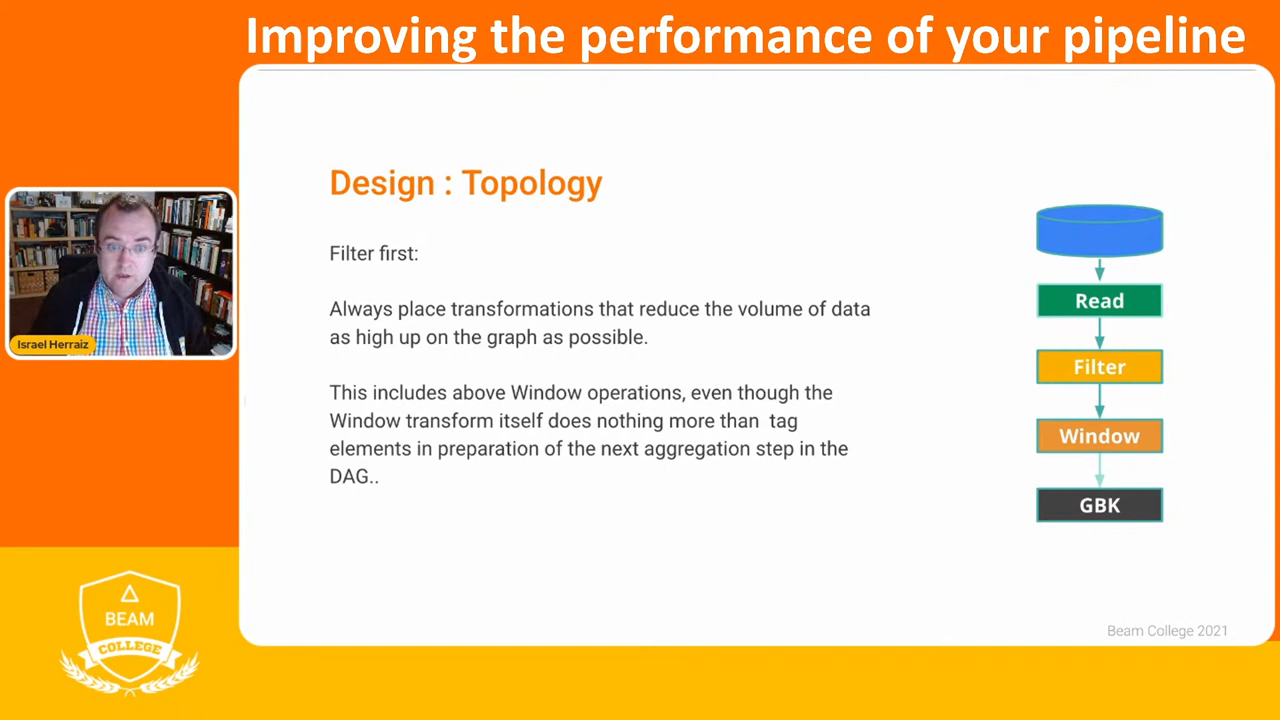 Improving the performance of your pipeline
Design : Topology
Filter first:
Always place transformations that reduce the volume of data
as high up on the graph as possible.
This includes above Window operations, even though the
Window transform itself does nothing more than  tag
elements in preparation of the next aggregation step in the
DAG..
Read
Filter
Window
GBK
Israel Herraiz
BEAM
COLLEGE
Beam College 2021